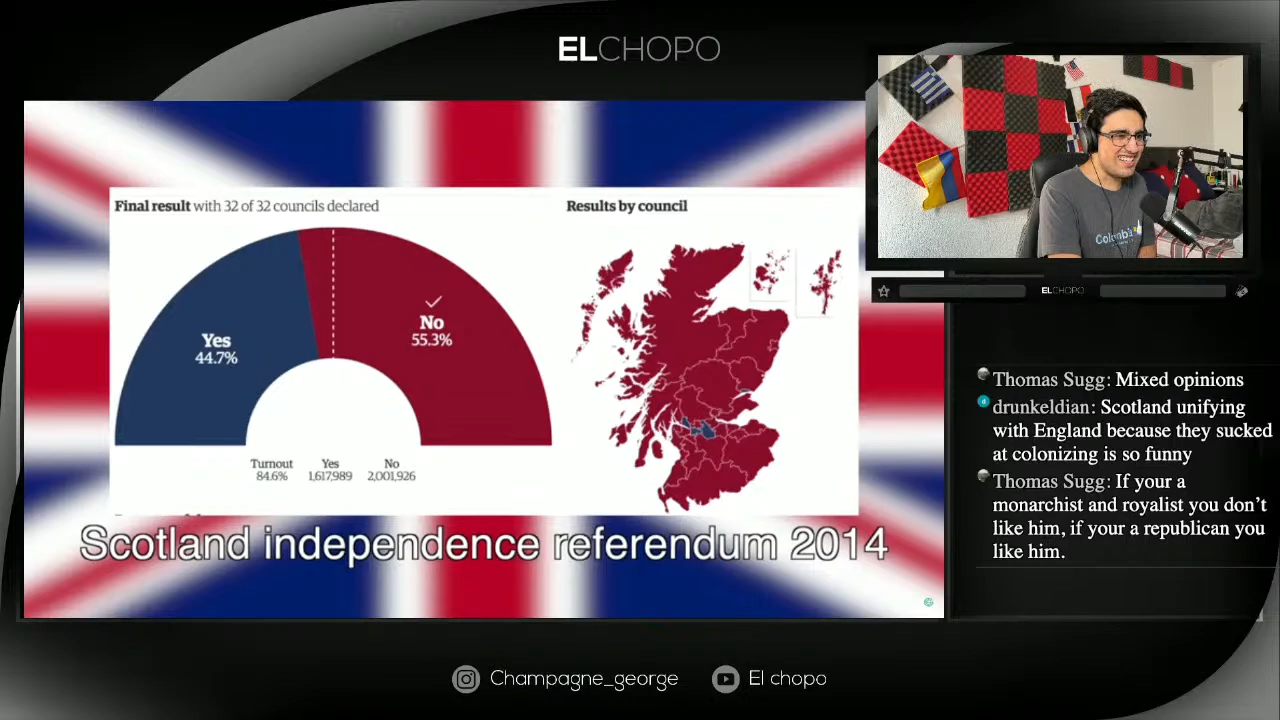 ELCHOPO
Final result with 32 of 32 councils declared
Results by council
Yes
44.7%
No
55.3%
Turnout Yes No
84.6% 1,617,989 2,001,926
Scotland independence referendum 2014
ELCHOPO
Thomas Sugg: Mixed opinions
drunkeldian: Scotland unifying
with England because they sucked
at colonizing is so funny
Thomas Sugg: If your a
monarchist and royalist you don't
like him, if your a republican you
like him.
Champagne_george
El chopo